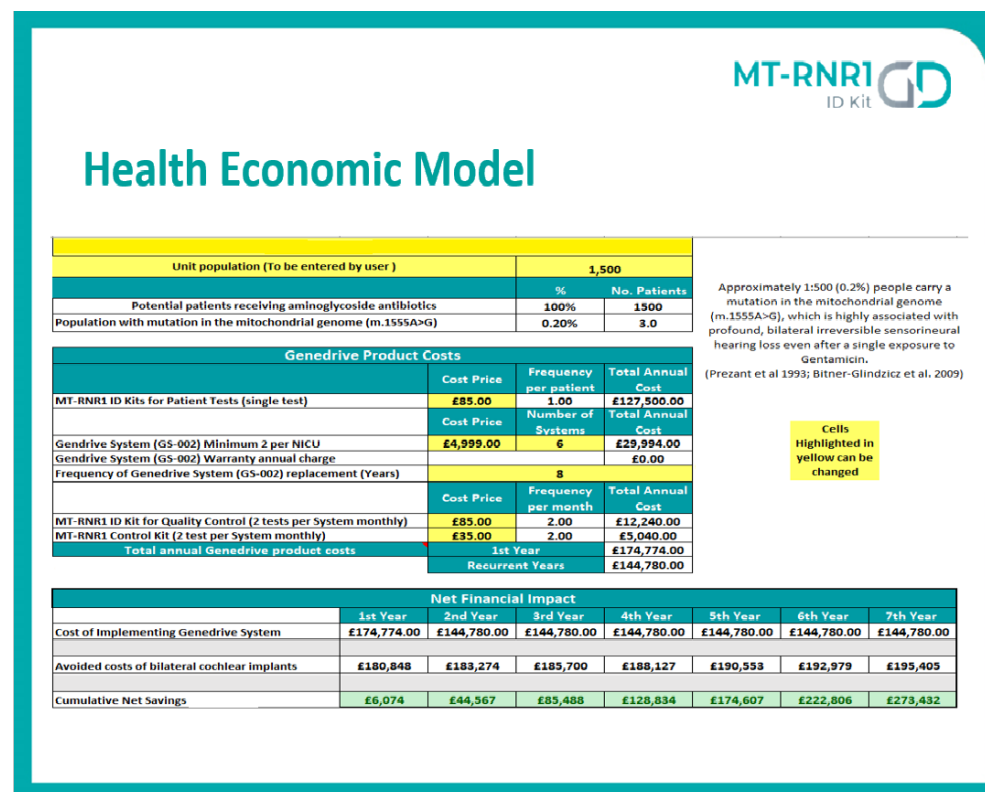 MT-RNR1
ID Kit
Health Economic Model
Unit population (To be entered by user )	1,500
%	No. Patients
Potential patients receiving aminoglycoside antibiotics	100%	1500
Population with mutation in the mitochondrial genome (m.1555A>G)	0.20%	3.0
Approximately 1:500 (0.2%) people carry a
mutation in the mitochondrial genome
(m.1555A>G), which is highly associated with
profound, bilateral irreversible sensorineural
hearing loss even after a single exposure to
Gentamicin.
(Prezant et al 1993; Bitner-Glindzicz et al. 2009)
Genedrive Product Costs
Cost Price	Frequency per patient	Total Annual Cost
MT-RNR1 ID Kits for Patient Tests (single test)	£85.00	1.00	£127,500.00
Cost Price	Number of Systems	Total Annual Cost
Gendrive System (GS-002) Minimum 2 per NICU	£4,999.00	6	£29,994.00
Gendrive System (GS-002) Warranty annual charge	£0.00
Frequency of Genedrive System (GS-002) replacement (Years)	8
Cost Price	Frequency per month	Total Annual Cost
MT-RNR1 ID Kit for Quality Control (2 tests per System monthly)	£85.00	2.00	£12,240.00
MT-RNR1 Control Kit (2 test per System monthly)	£35.00	2.00	£5,040.00
Total annual Genedrive product costs	1st Year	£174,774.00
Recurrent Years	£144,780.00
Cells
Highlighted in
yellow can be
changed
Net Financial Impact
1st Year	2nd Year	3rd Year	4th Year	5th Year	6th Year	7th Year
Cost of Implementing Genedrive System	£174,774.00	£144,780.00	£144,780.00	£144,780.00	£144,780.00	£144,780.00	£144,780.00
Avoided costs of bilateral cochlear implants	£180,848	£183,274	£185,700	£188,127	£190,553	£192,979	£195,405
Cumulative Net Savings	£6,074	£44,567	£85,488	£128,834	£174,607	£222,806	£273,432